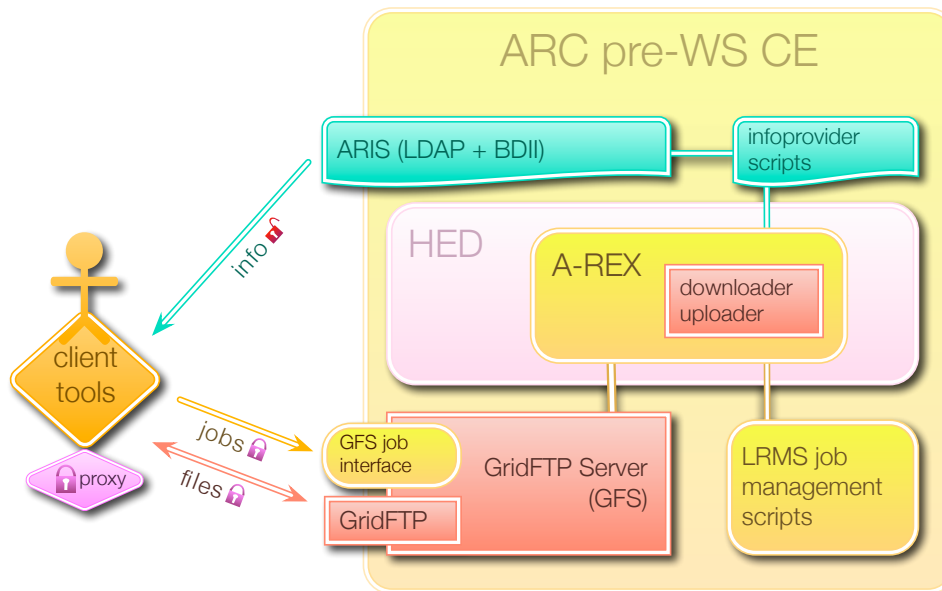 ARC pre-WS CE
ARIS (LDAP + BDII)
infoprovider
scripts
info
HED
A-REX
downloader
uploader
client
tools
proxy
jobs
files
GFS job
interface
GridFTP
GridFTP Server
(GFS)
LRMS job
management
scripts